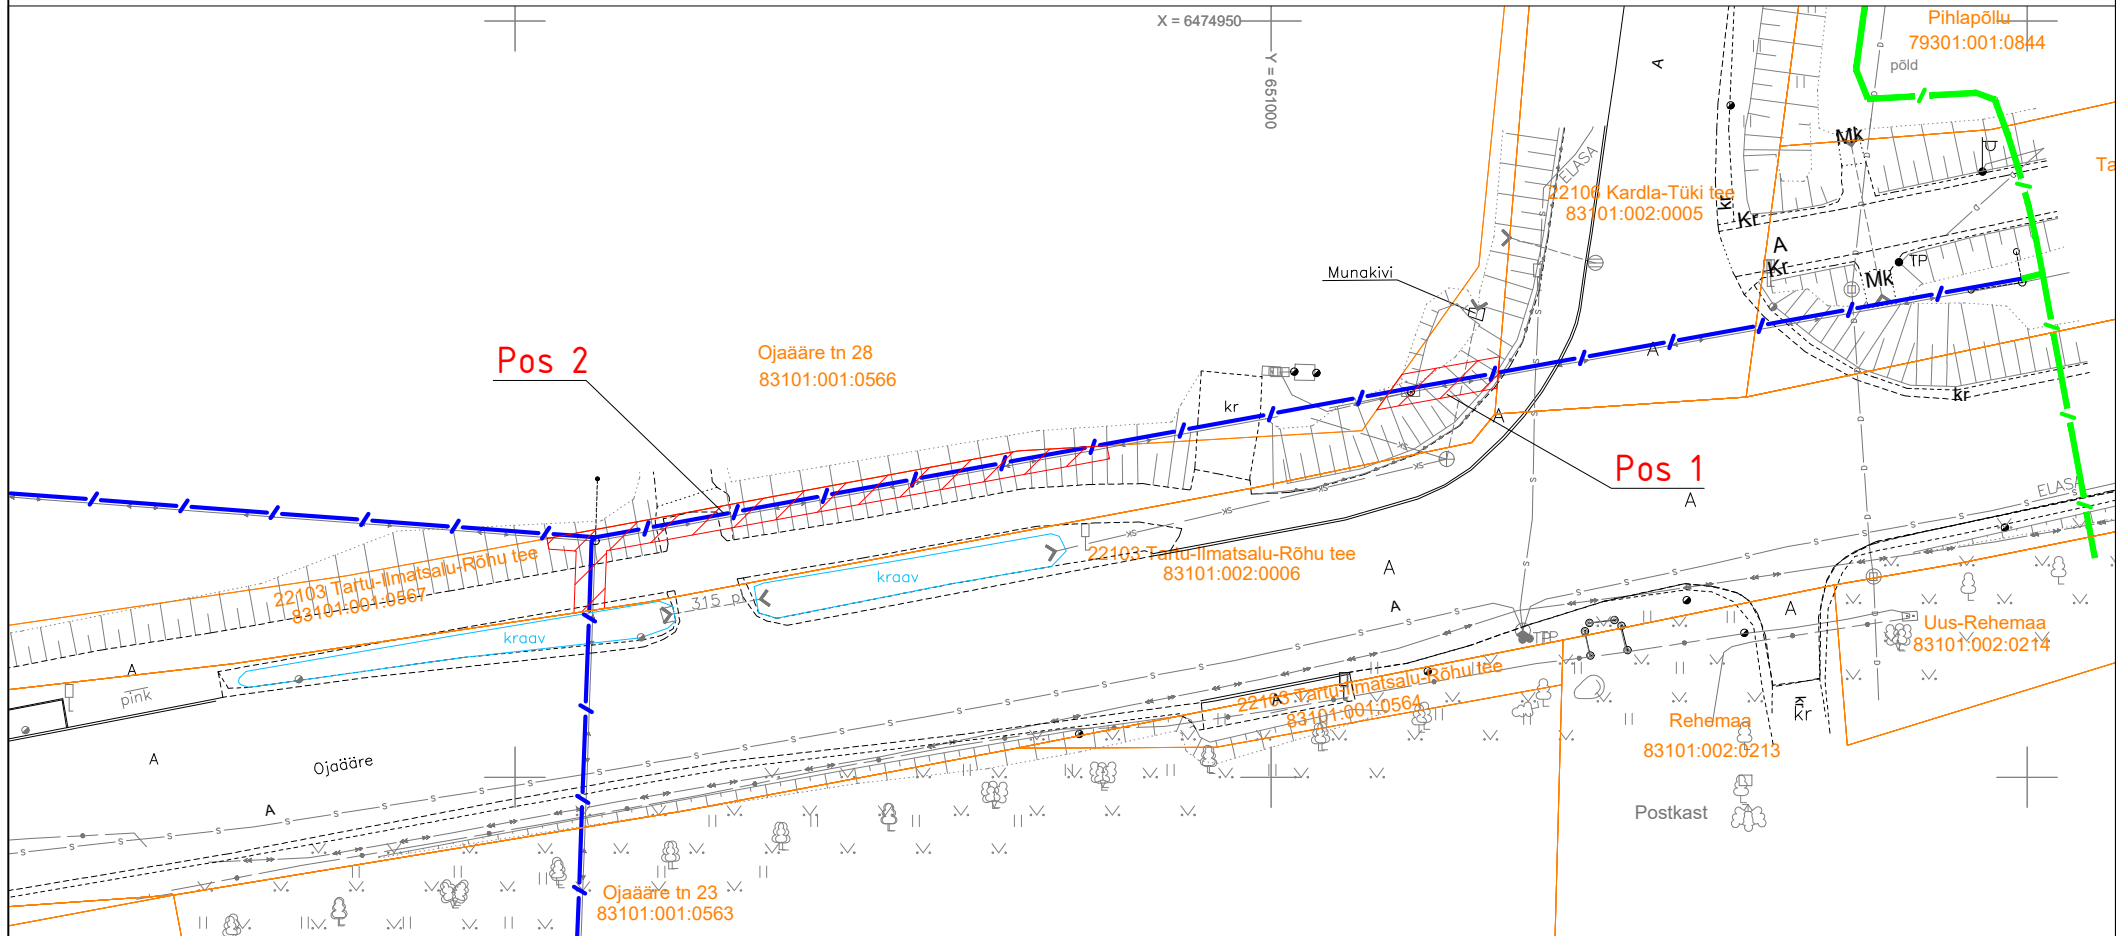 X = 6474950
Y = 651000
A
Pihlapõllu
79301:001:0844
põld
Mk
ELASA
22106 Kardla-Tüki tee
83101:002:0005
kr
Kr
A
Kr
TP
Mk
Ta
Munakivi
Pos 2
Ojaääre tn 28
83101:001:0566
kr
A
A
kr
Pos 1
A
ELASA
22103 Tartu-Ilmatsalu-Rõhu tee
83101:001:0567
kraav
22103 Tartu-Ilmatsalu-Rõhu tee
83101:002:0006
A
315 pl
kraav
A
A
TP
Uus-Rehemaa
83101:002:0214
A
pink
22103 Tartu-Ilmatsalu-Rõhu tee
83101:001:0564
A
kr
Rehemaa
83101:002:0213
A
Ojaääre
A
Postkast
Ojaääre tn 23
83101:001:0563